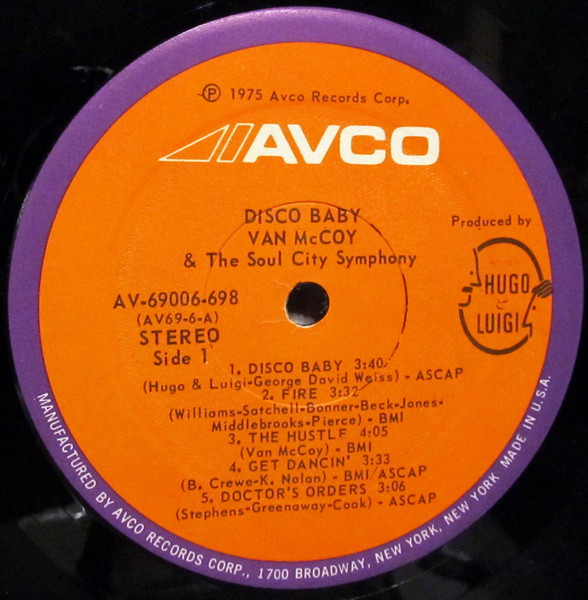 ℗ 1975 Avco Records Corp.
AVCO
DISCO BABY
VAN McCOY
& The Soul City Symphony
Produced by
HUGO
&
LUIGI
AV-69006-698
(AV69-6-A)
STEREO
Side 1
1. DISCO BABY 3:40
(Hugo & Luigi-George David Weiss) - ASCAP
2. FIRE 3:32
(Williams-Satchell-Bonner-Beck-Jones-
Middlebrooks-Pierce) - BMI
3. THE HUSTLE 4:05
(Van McCoy) - BMI
4. GET DANCIN' 3:33
(B. Crewe-K. Nolan) - BMI/ASCAP
5. DOCTOR'S ORDERS 3:06
(Stephens-Greenaway-Cook) - ASCAP
MANUFACTURED BY AVCO RECORDS CORP., 1700 BROADWAY, NEW YORK, NEW YORK MADE IN U.S.A.